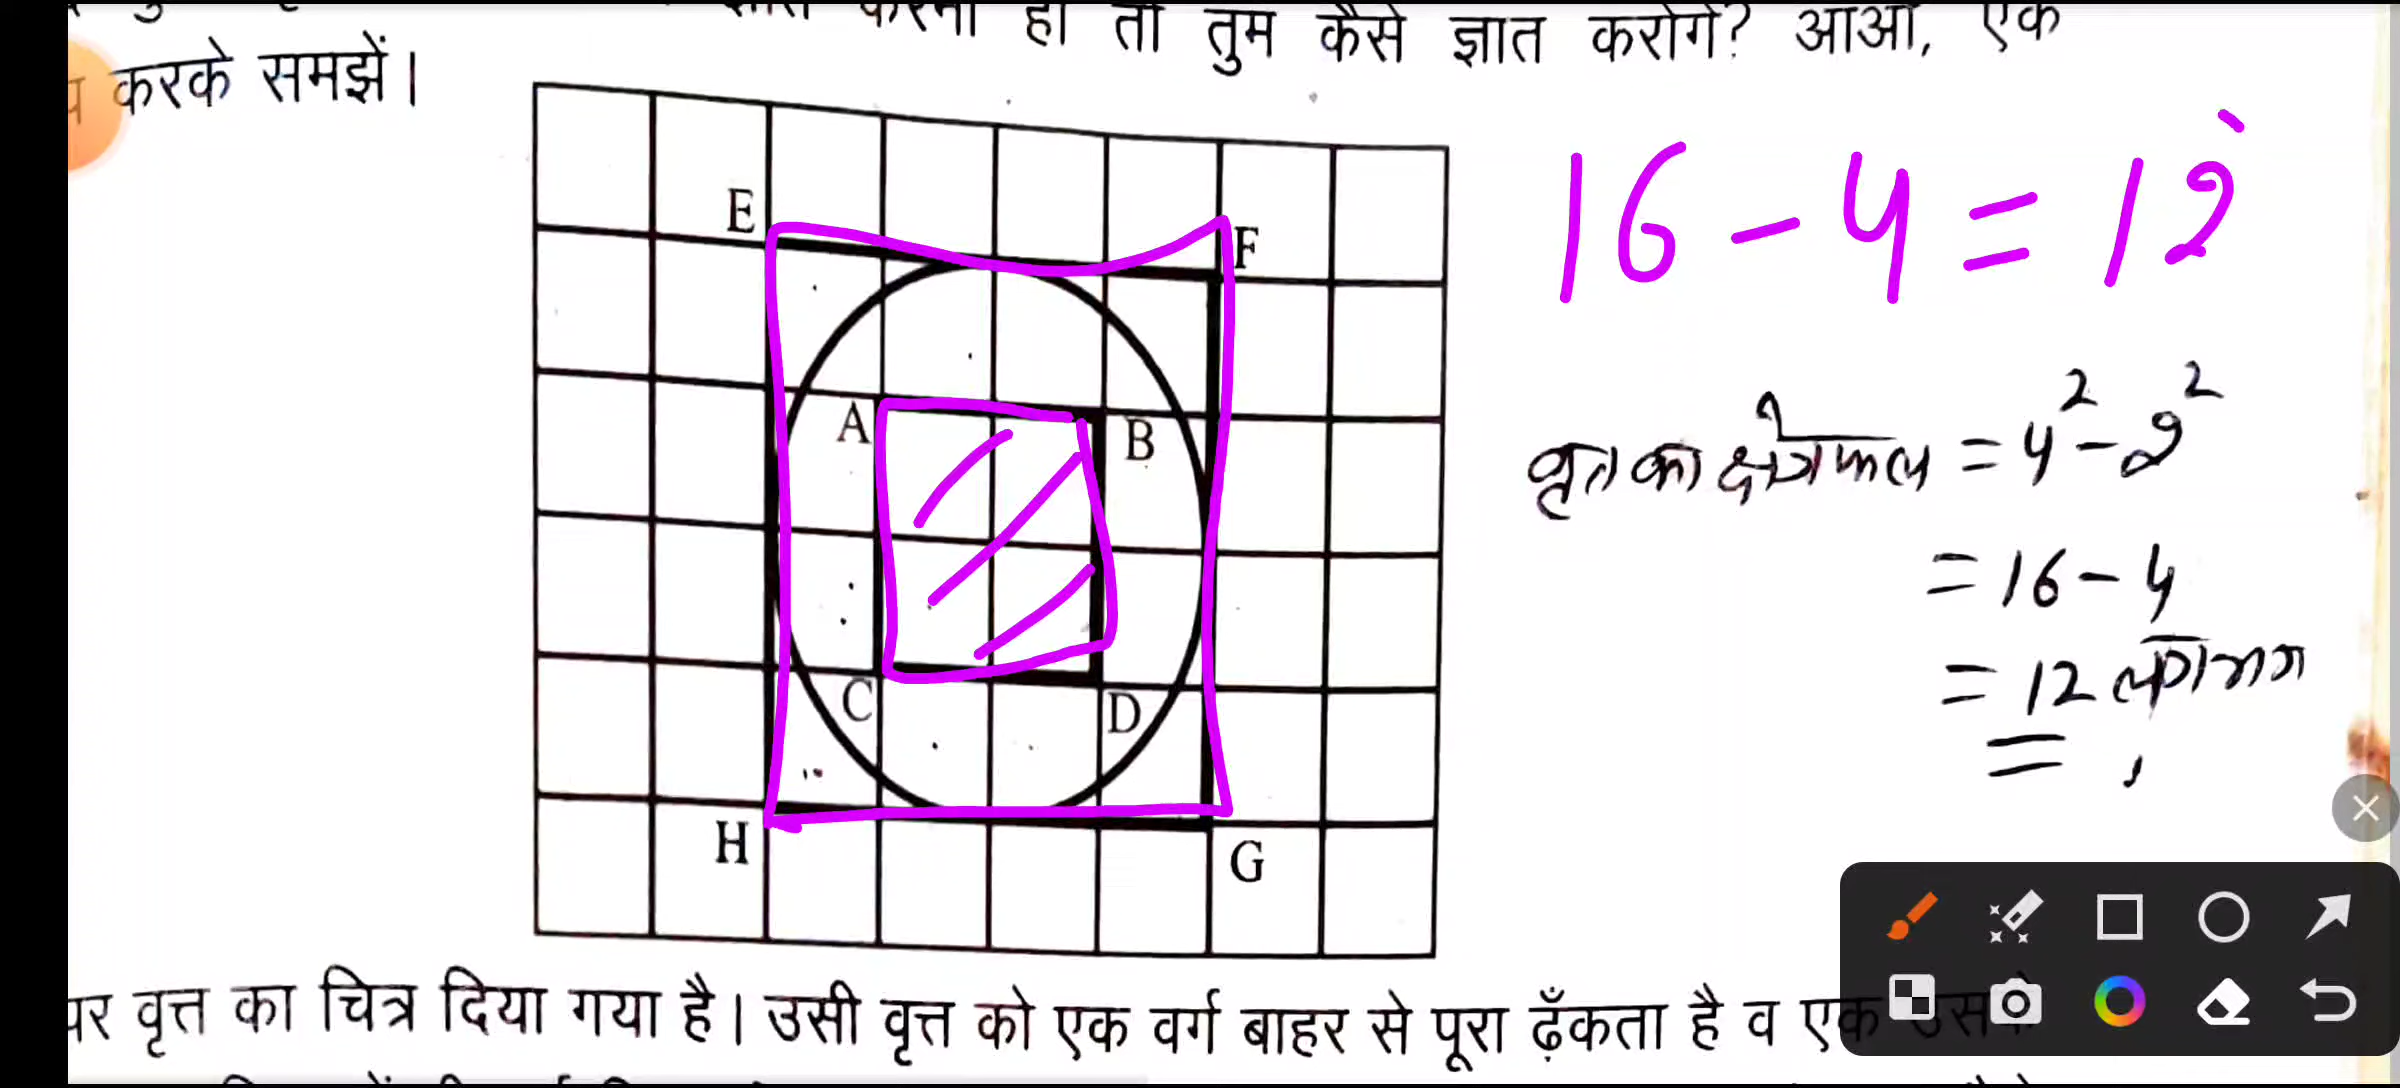 करना हो तो तुम कैसे ज्ञात करोगे? आओ, एक
करके समझें।
16 - 4 = 12
E
F
A
B
वृत का क्षेत्रफल = 4² - 2²
= 16 - 4
= 12 लगभग
=
C
D
H
G
पर वृत्त का चित्र दिया गया है। उसी वृत्त को एक वर्ग बाहर से पूरा ढँकता है व एक